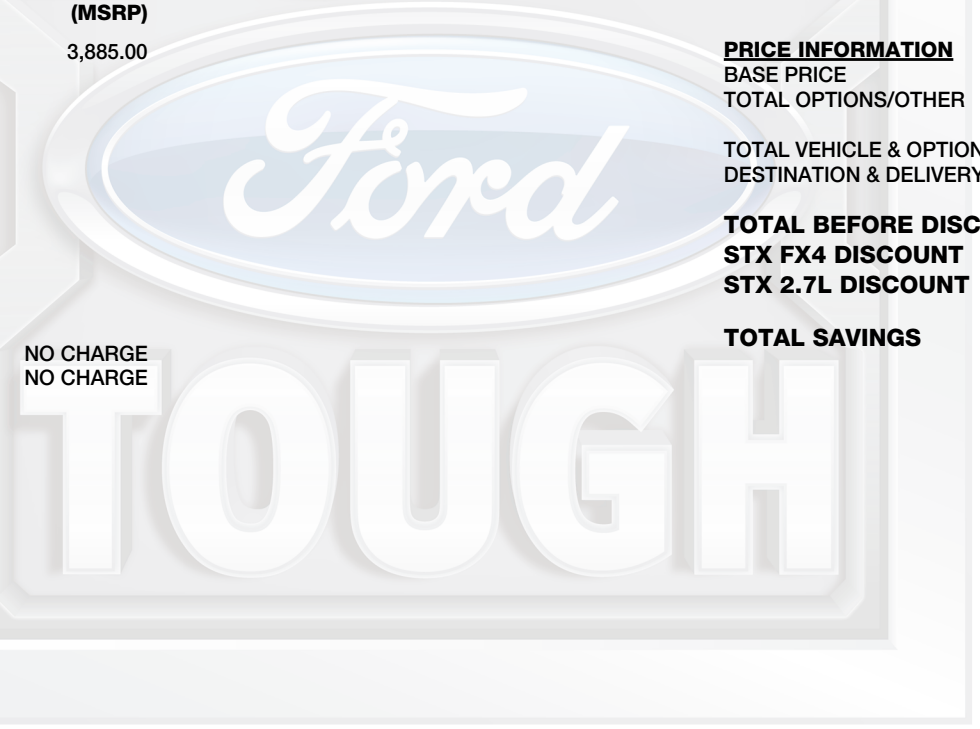 (MSRP)
3,885.00
NO CHARGE
NO CHARGE
PRICE INFORMATION
BASE PRICE
TOTAL OPTIONS/OTHER
TOTAL VEHICLE & OPTION
DESTINATION & DELIVERY
TOTAL BEFORE DISC
STX FX4 DISCOUNT
STX 2.7L DISCOUNT
TOTAL SAVINGS
Ford
TOUGH